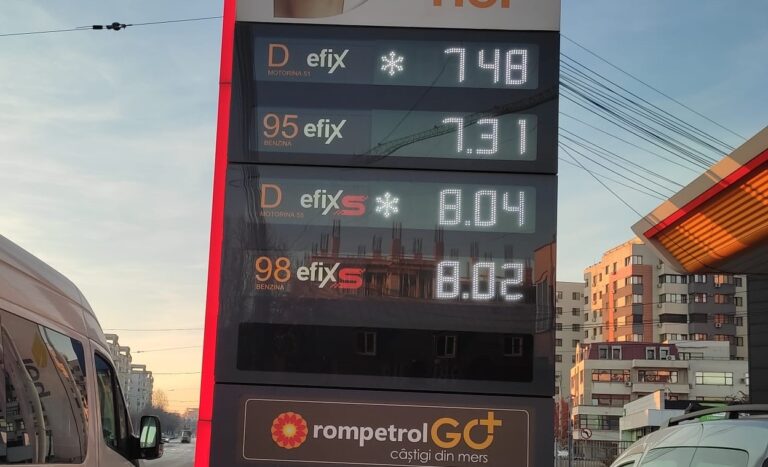 D efix 7.48
MOTORINA 51
95 efix 7.31
BENZINA
D efix S 8.04
MOTORINA 55
98 efix S 8.02
BENZINA
rompetrol GO+
câștigi din mers